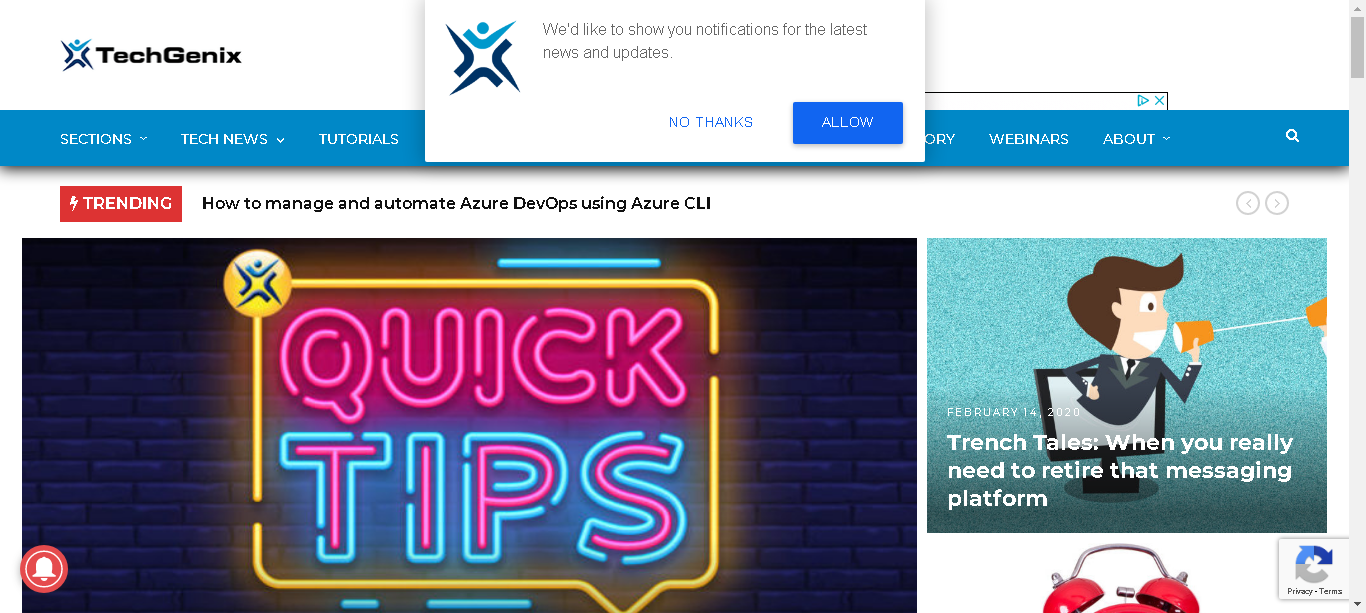 TechGenix
We'd like to show you notifications for the latest
news and updates.
NO THANKS
ALLOW
SECTIONS
TECH NEWS
TUTORIALS
ORY
WEBINARS
ABOUT
TRENDING
How to manage and automate Azure DevOps using Azure CLI
QUICK
TIPS
FEBRUARY 14, 2020
Trench Tales: When you really
need to retire that messaging
platform
Privacy - Terms